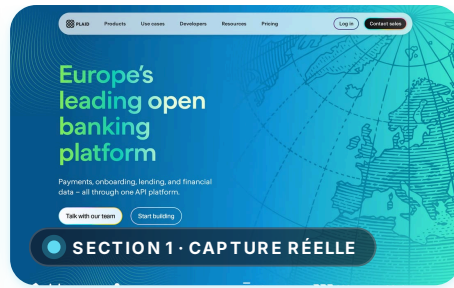 PLAID Products Use cases Developers Resources Pricing Log in Contact sales
Europe's
leading open
banking
platform
Payments, onboarding, lending, and financial
data – all through one API platform.
Talk with our team Start building
SECTION 1 · CAPTURE RÉELLE